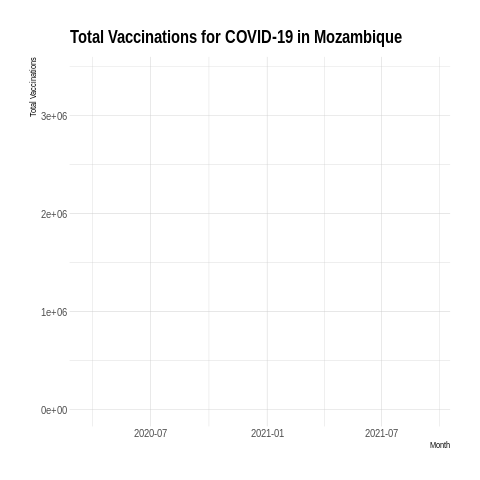 Total Vaccinations for COVID-19 in Mozambique
Total Vaccinations
3e+06
2e+06
1e+06
0e+00
2020-07 2021-01 2021-07
Month